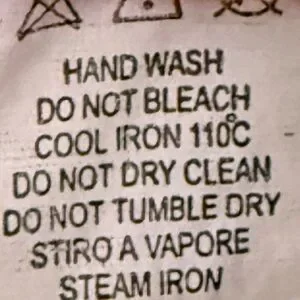 HAND WASH
DO NOT BLEACH
COOL IRON 110°C
DO NOT DRY CLEAN
DO NOT TUMBLE DRY
STIRO A VAPORE
STEAM IRON